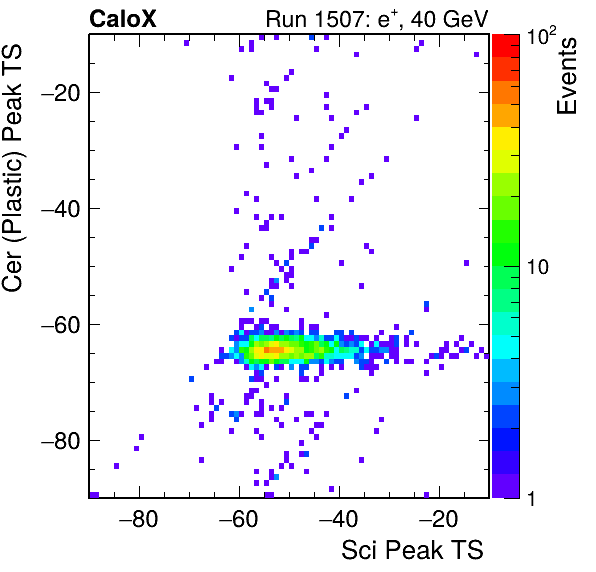 CaloX Run 1507: e⁺, 40 GeV
Cer (Plastic) Peak TS
−20
−40
−60
−80
−80 −60 −40 −20
Sci Peak TS
10²
10
1
Events